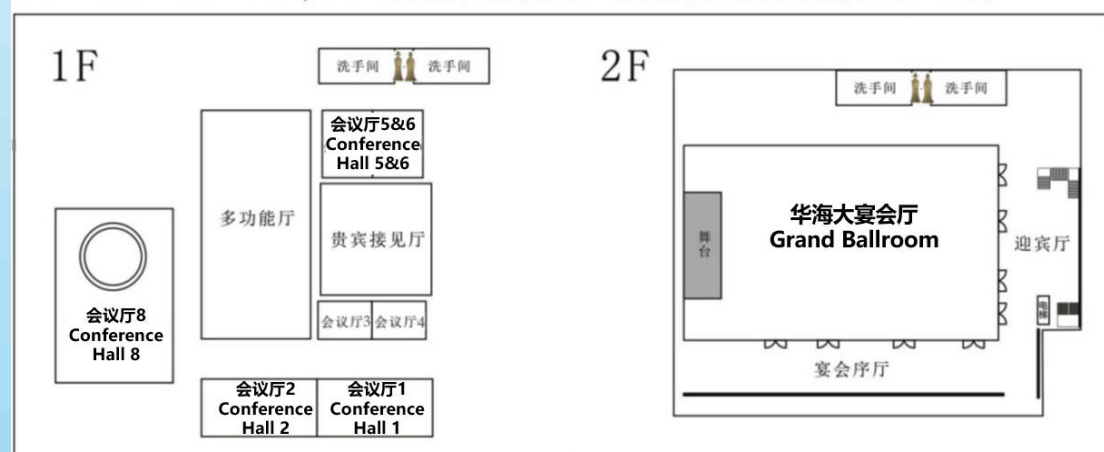 1F
洗手间
洗手间
会议厅5&6
Conference
Hall 5&6
多功能厅
贵宾接见厅
会议厅8
Conference
Hall 8
会议厅3
会议厅4
会议厅2
Conference
Hall 2
会议厅1
Conference
Hall 1
2F
洗手间
洗手间
舞台
华海大宴会厅
Grand Ballroom
迎宾厅
电梯
宴会序厅